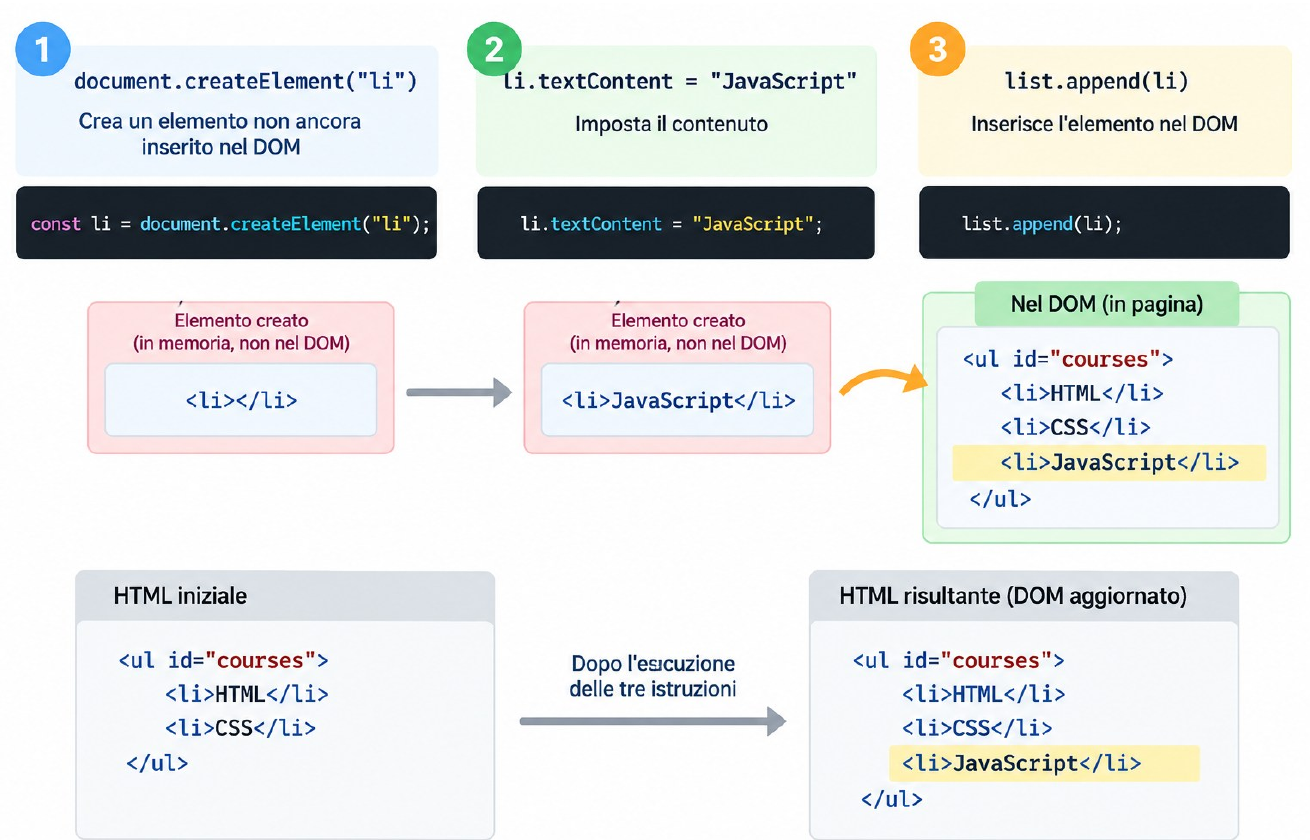 1
document.createElement("li")
Crea un elemento non ancora
inserito nel DOM
const li = document.createElement("li");
2
li.textContent = "JavaScript"
Imposta il contenuto
li.textContent = "JavaScript";
3
list.append(li)
Inserisce l'elemento nel DOM
list.append(li);
Élemento creato
(in memoria, non nel DOM)
<li></li>
Élemento creato
(in memoria, non nel DOM)
<li>JavaScript</li>
Nel DOM (in pagina)
<ul id="courses">
<li>HTML</li>
<li>CSS</li>
<li>JavaScript</li>
</ul>
HTML iniziale
<ul id="courses">
<li>HTML</li>
<li>CSS</li>
</ul>
Dopo l'esecuzione
delle tre istruzioni
HTML risultante (DOM aggiornato)
<ul id="courses">
<li>HTML</li>
<li>CSS</li>
<li>JavaScript</li>
</ul>